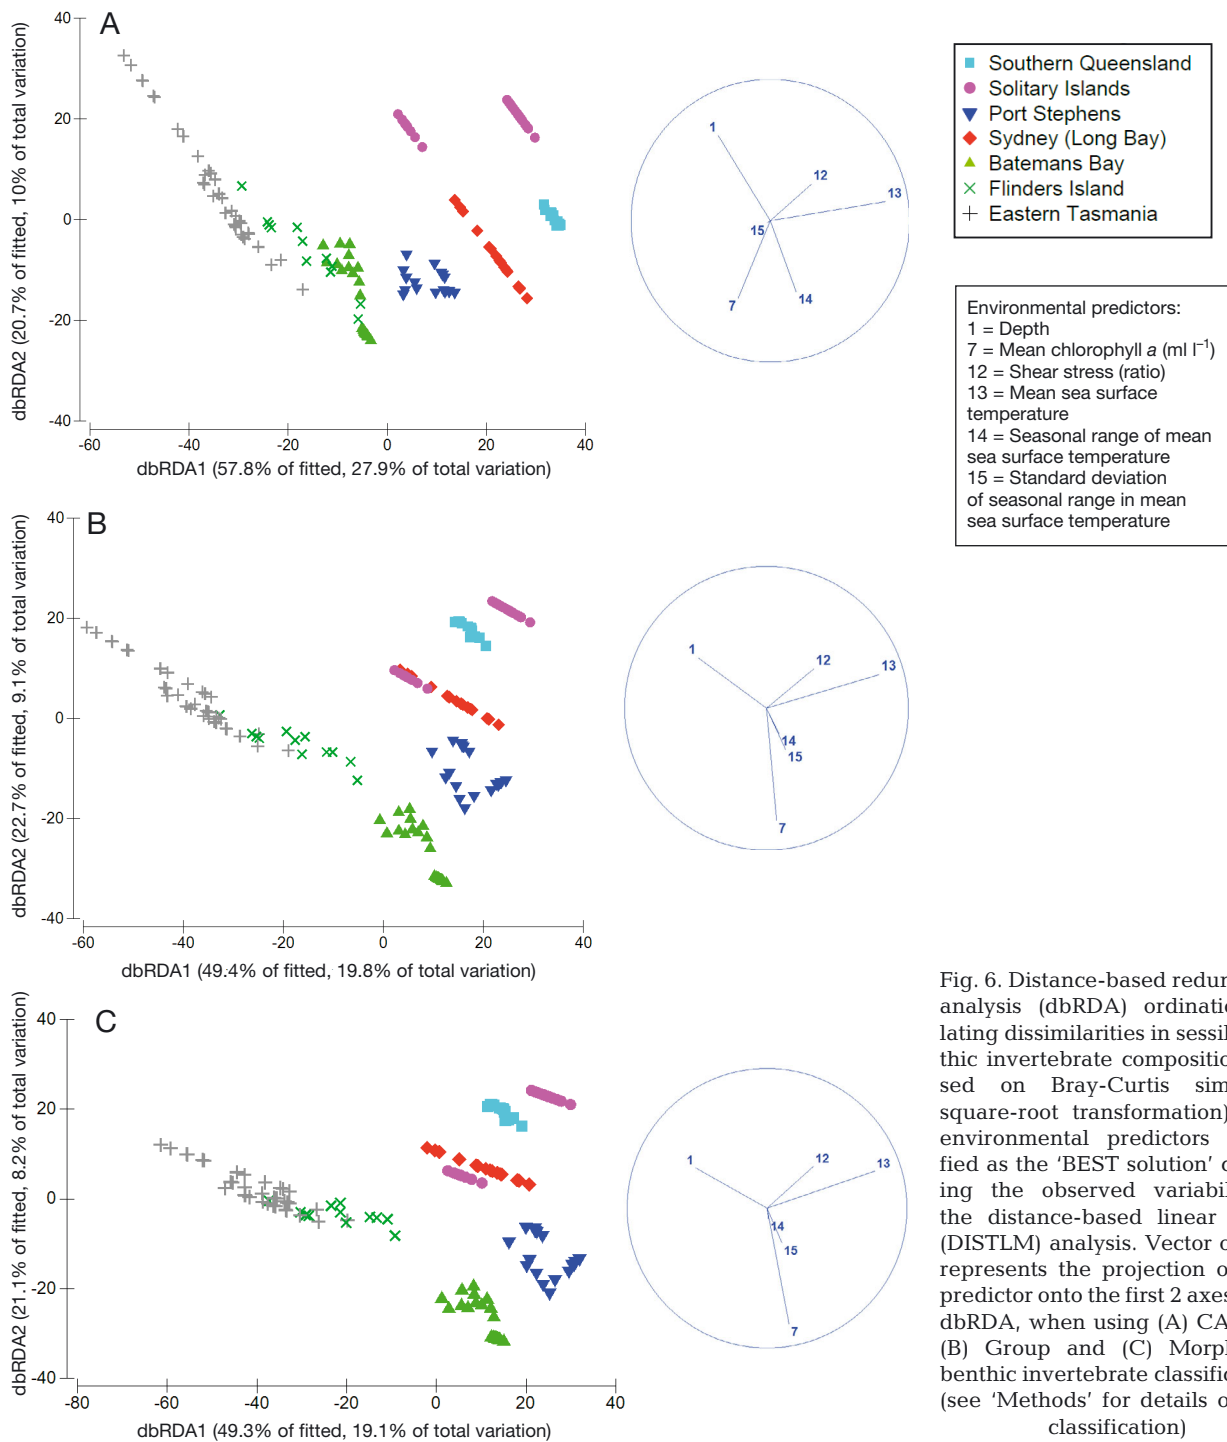 A
40
20
0
-20
-40
-60
-40
-20
0
20
40
dbRDA2 (20.7% of fitted, 10% of total variation)
dbRDA1 (57.8% of fitted, 27.9% of total variation)
1
12
13
15
7
14
Southern Queensland
Solitary Islands
Port Stephens
Sydney (Long Bay)
Batemans Bay
Flinders Island
Eastern Tasmania
Environmental predictors:
1 = Depth
7 = Mean chlorophyll a (ml l⁻¹)
12 = Shear stress (ratio)
13 = Mean sea surface
temperature
14 = Seasonal range of mean
sea surface temperature
15 = Standard deviation
of seasonal range in mean
sea surface temperature
B
40
20
0
-20
-40
-60
-40
-20
0
20
40
dbRDA2 (22.7% of fitted, 9.1% of total variation)
dbRDA1 (49.4% of fitted, 19.8% of total variation)
1
12
13
14
15
7
C
40
20
0
-20
-40
-80
-60
-40
-20
0
20
40
dbRDA2 (21.1% of fitted, 8.2% of total variation)
dbRDA1 (49.3% of fitted, 19.1% of total variation)
1
12
13
14
15
7
Fig. 6. Distance-based redun
analysis (dbRDA) ordinatio
lating dissimilarities in sessil
thic invertebrate compositio
sed on Bray-Curtis sim
square-root transformation)
environmental predictors
fied as the ‘BEST solution’ o
ing the observed variabil
the distance-based linear
(DISTLM) analysis. Vector o
represents the projection o
predictor onto the first 2 axes
dbRDA, when using (A) CA
(B) Group and (C) Morph
benthic invertebrate classific
(see ‘Methods’ for details o
classification)